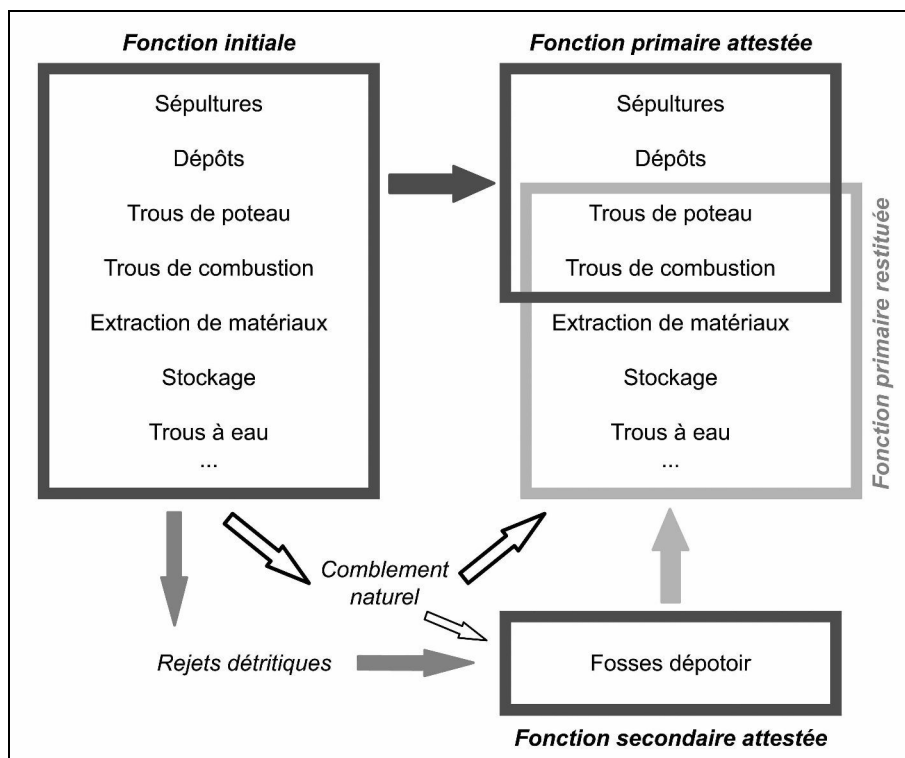 Fonction initiale
Sépultures
Dépôts
Trous de poteau
Trous de combustion
Extraction de matériaux
Stockage
Trous à eau
...
Fonction primaire attestée
Sépultures
Dépôts
Trous de poteau
Trous de combustion
Extraction de matériaux
Stockage
Trous à eau
...
Fonction primaire restituée
Comblement
naturel
Rejets détritiques
Fosses dépotoir
Fonction secondaire attestée